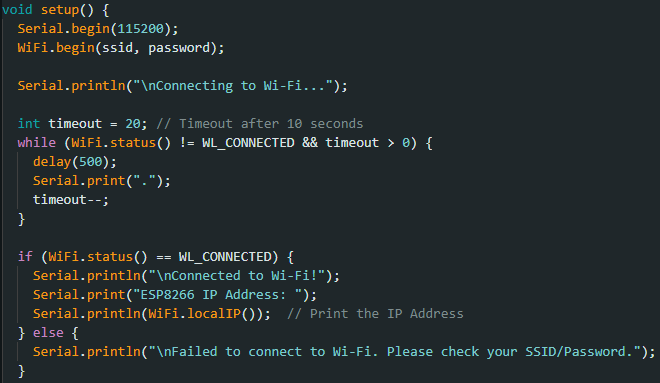 void setup() {
  Serial.begin(115200);
  WiFi.begin(ssid, password);

  Serial.println("\nConnecting to Wi-Fi...");

  int timeout = 20; // Timeout after 10 seconds
  while (WiFi.status() != WL_CONNECTED && timeout > 0) {
    delay(500);
    Serial.print(".");
    timeout--;
  }

  if (WiFi.status() == WL_CONNECTED) {
    Serial.println("\nConnected to Wi-Fi!");
    Serial.print("ESP8266 IP Address: ");
    Serial.println(WiFi.localIP());  // Print the IP Address
  } else {
    Serial.println("\nFailed to connect to Wi-Fi. Please check your SSID/Password.");
  }